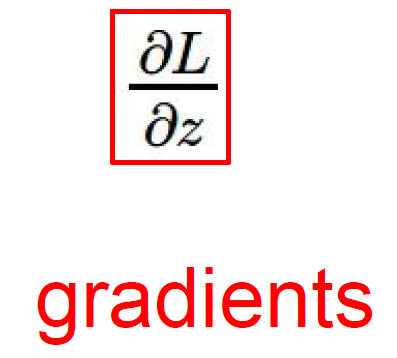 ∂L
∂z
gradients